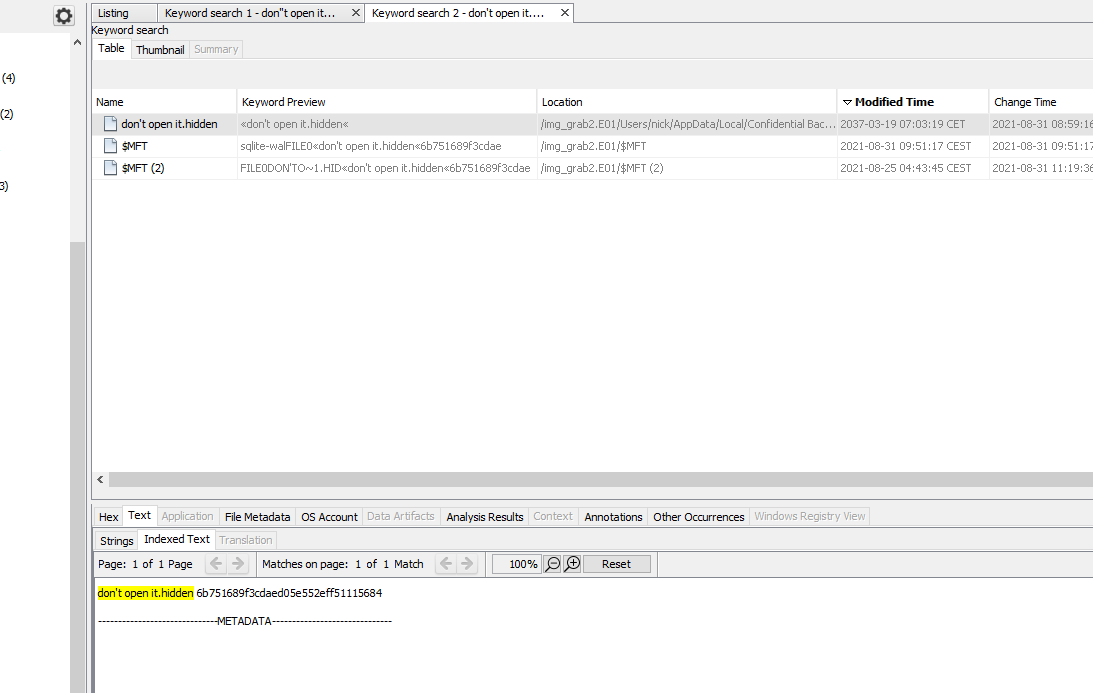 Listing Keyword search 1 - don"t open it... Keyword search 2 - don't open it....
Keyword search
(4)
Table Thumbnail Summary
Name Keyword Preview Location Modified Time Change Time
(2)
don't open it.hidden «don't open it.hidden« /img_grab2.E01/Users/nick/AppData/Local/Confidential Bac... 2037-03-19 07:03:19 CET 2021-08-31 08:59:16
$MFT sqlite-walFILE0«don't open it.hidden«6b751689f3cdae /img_grab2.E01/$MFT 2021-08-31 09:51:17 CEST 2021-08-31 09:51:17
$MFT (2) FILE0DON'TO~1.HID«don't open it.hidden«6b751689f3cdae /img_grab2.E01/$MFT (2) 2021-08-25 04:43:45 CEST 2021-08-31 11:19:36
3)
Hex Text Application File Metadata OS Account Data Artifacts Analysis Results Context Annotations Other Occurrences Windows Registry View
Strings Indexed Text Translation
Page: 1 of 1 Page Matches on page: 1 of 1 Match 100% Reset
don't open it.hidden 6b751689f3cdaed05e552eff51115684
------------------------------METADATA------------------------------